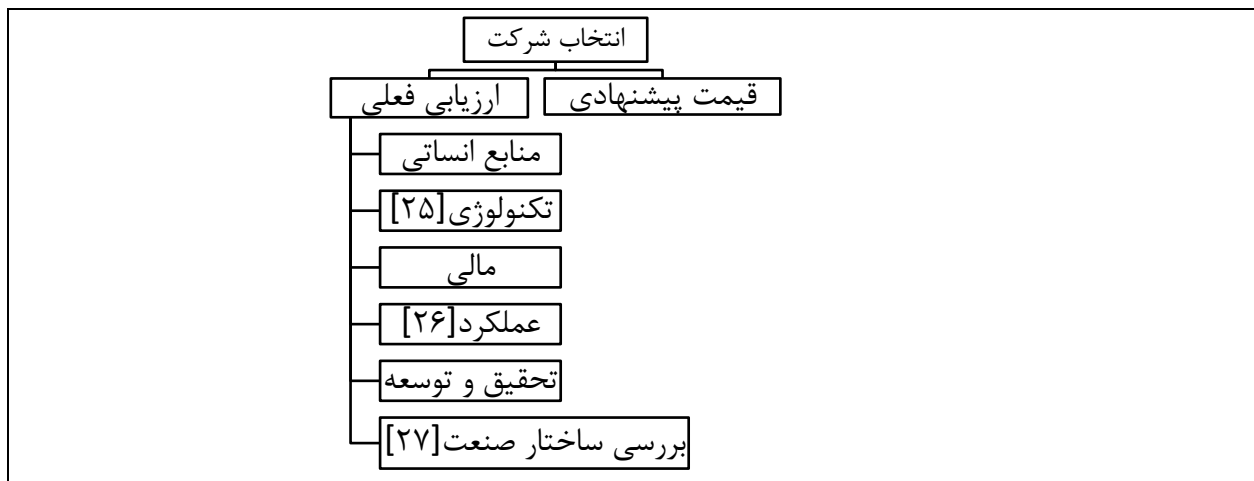 انتخاب شرکت
قیمت پیشنهادی
ارزیابی فعلی
منابع انساتی
تکنولوژی[۲۵]
مالی
عملکرد[۲۶]
تحقیق و توسعه
بررسی ساختار صنعت[۲۷]